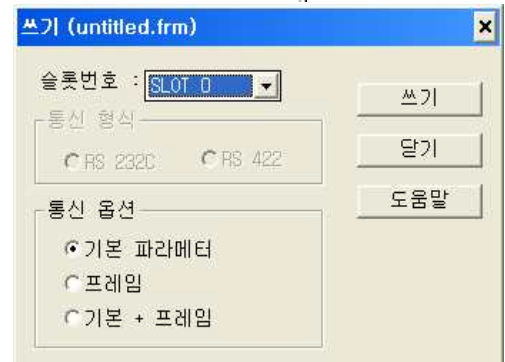 쓰기 (untitled.frm)
슬롯번호 : SLOT 0
쓰기
통신 형식
RS 232C RS 422
닫기
통신 옵션
도움말
기본 파라메터
프레임
기본 + 프레임